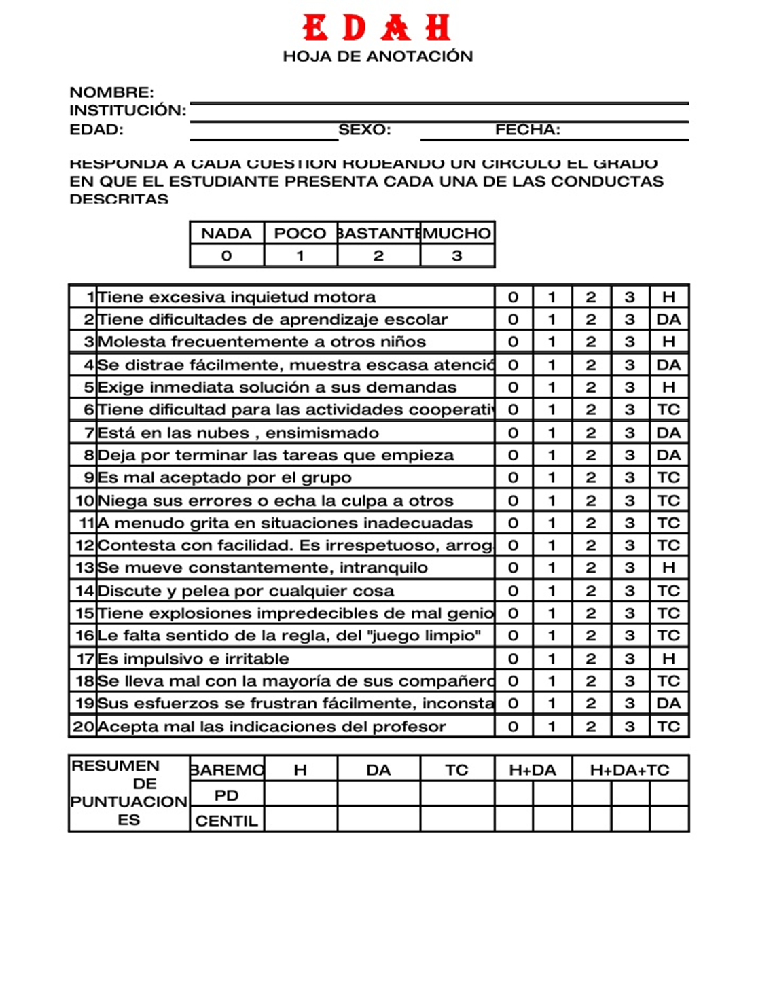 E D A H
HOJA DE ANOTACIÓN
NOMBRE:
INSTITUCIÓN:
EDAD: SEXO: FECHA:
RESPONDA A CADA CUESTION RODEANDO UN CIRCULO EL GRADO
EN QUE EL ESTUDIANTE PRESENTA CADA UNA DE LAS CONDUCTAS
DESCRITAS
NADA POCO BASTANTE MUCHO
0 1 2 3
1 Tiene excesiva inquietud motora 0 1 2 3 H
2 Tiene dificultades de aprendizaje escolar 0 1 2 3 DA
3 Molesta frecuentemente a otros niños 0 1 2 3 H
4 Se distrae fácilmente, muestra escasa atenció 0 1 2 3 DA
5 Exige inmediata solución a sus demandas 0 1 2 3 H
6 Tiene dificultad para las actividades cooperativ 0 1 2 3 TC
7 Está en las nubes , ensimismado 0 1 2 3 DA
8 Deja por terminar las tareas que empieza 0 1 2 3 DA
9 Es mal aceptado por el grupo 0 1 2 3 TC
10 Niega sus errores o echa la culpa a otros 0 1 2 3 TC
11 A menudo grita en situaciones inadecuadas 0 1 2 3 TC
12 Contesta con facilidad. Es irrespetuoso, arrog 0 1 2 3 TC
13 Se mueve constantemente, intranquilo 0 1 2 3 H
14 Discute y pelea por cualquier cosa 0 1 2 3 TC
15 Tiene explosiones impredecibles de mal genio 0 1 2 3 TC
16 Le falta sentido de la regla, del "juego limpio" 0 1 2 3 TC
17 Es impulsivo e irritable 0 1 2 3 H
18 Se lleva mal con la mayoría de sus compañero 0 1 2 3 TC
19 Sus esfuerzos se frustran fácilmente, inconsta 0 1 2 3 DA
20 Acepta mal las indicaciones del profesor 0 1 2 3 TC
RESUMEN
DE
PUNTUACION
ES
BAREMO H DA TC H+DA H+DA+TC
PD
CENTIL